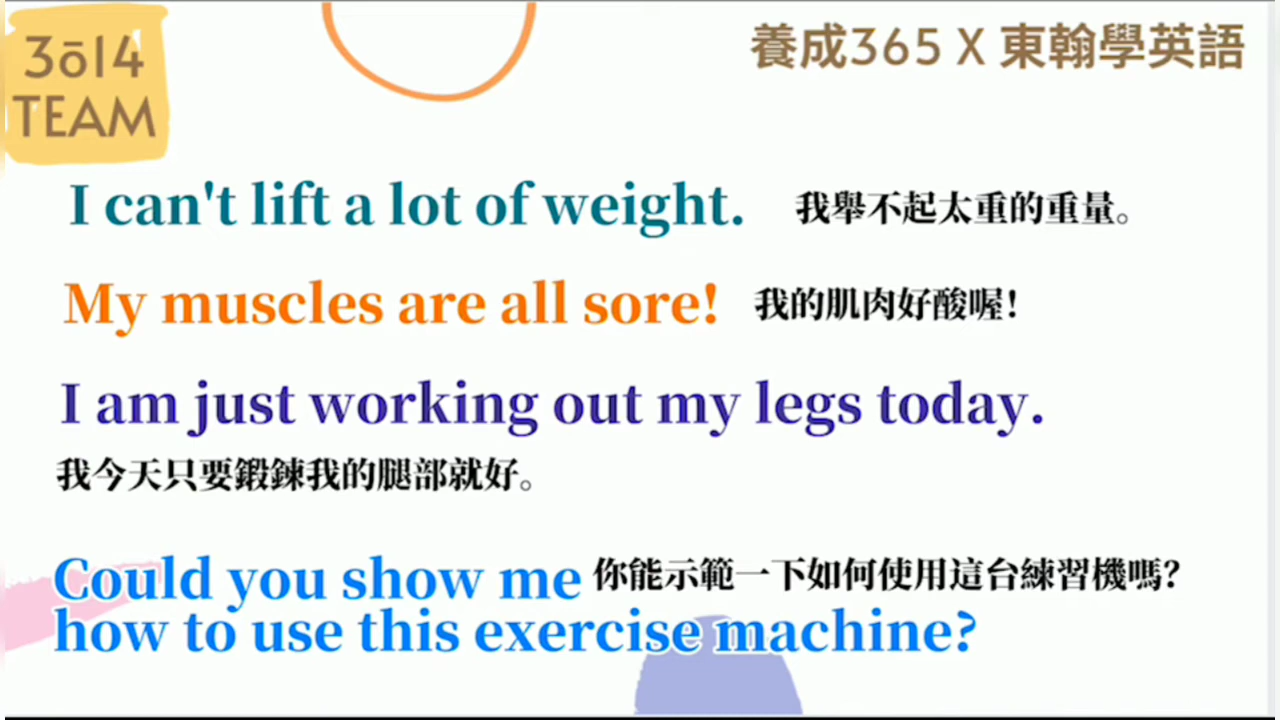 3ō14
TEAM
養成365 X 東翰學英語
I can't lift a lot of weight. 我舉不起太重的重量。
My muscles are all sore! 我的肌肉好酸喔!
I am just working out my legs today.
我今天只要鍛鍊我的腿部就好。
Could you show me 你能示範一下如何使用這台練習機嗎?
how to use this exercise machine?